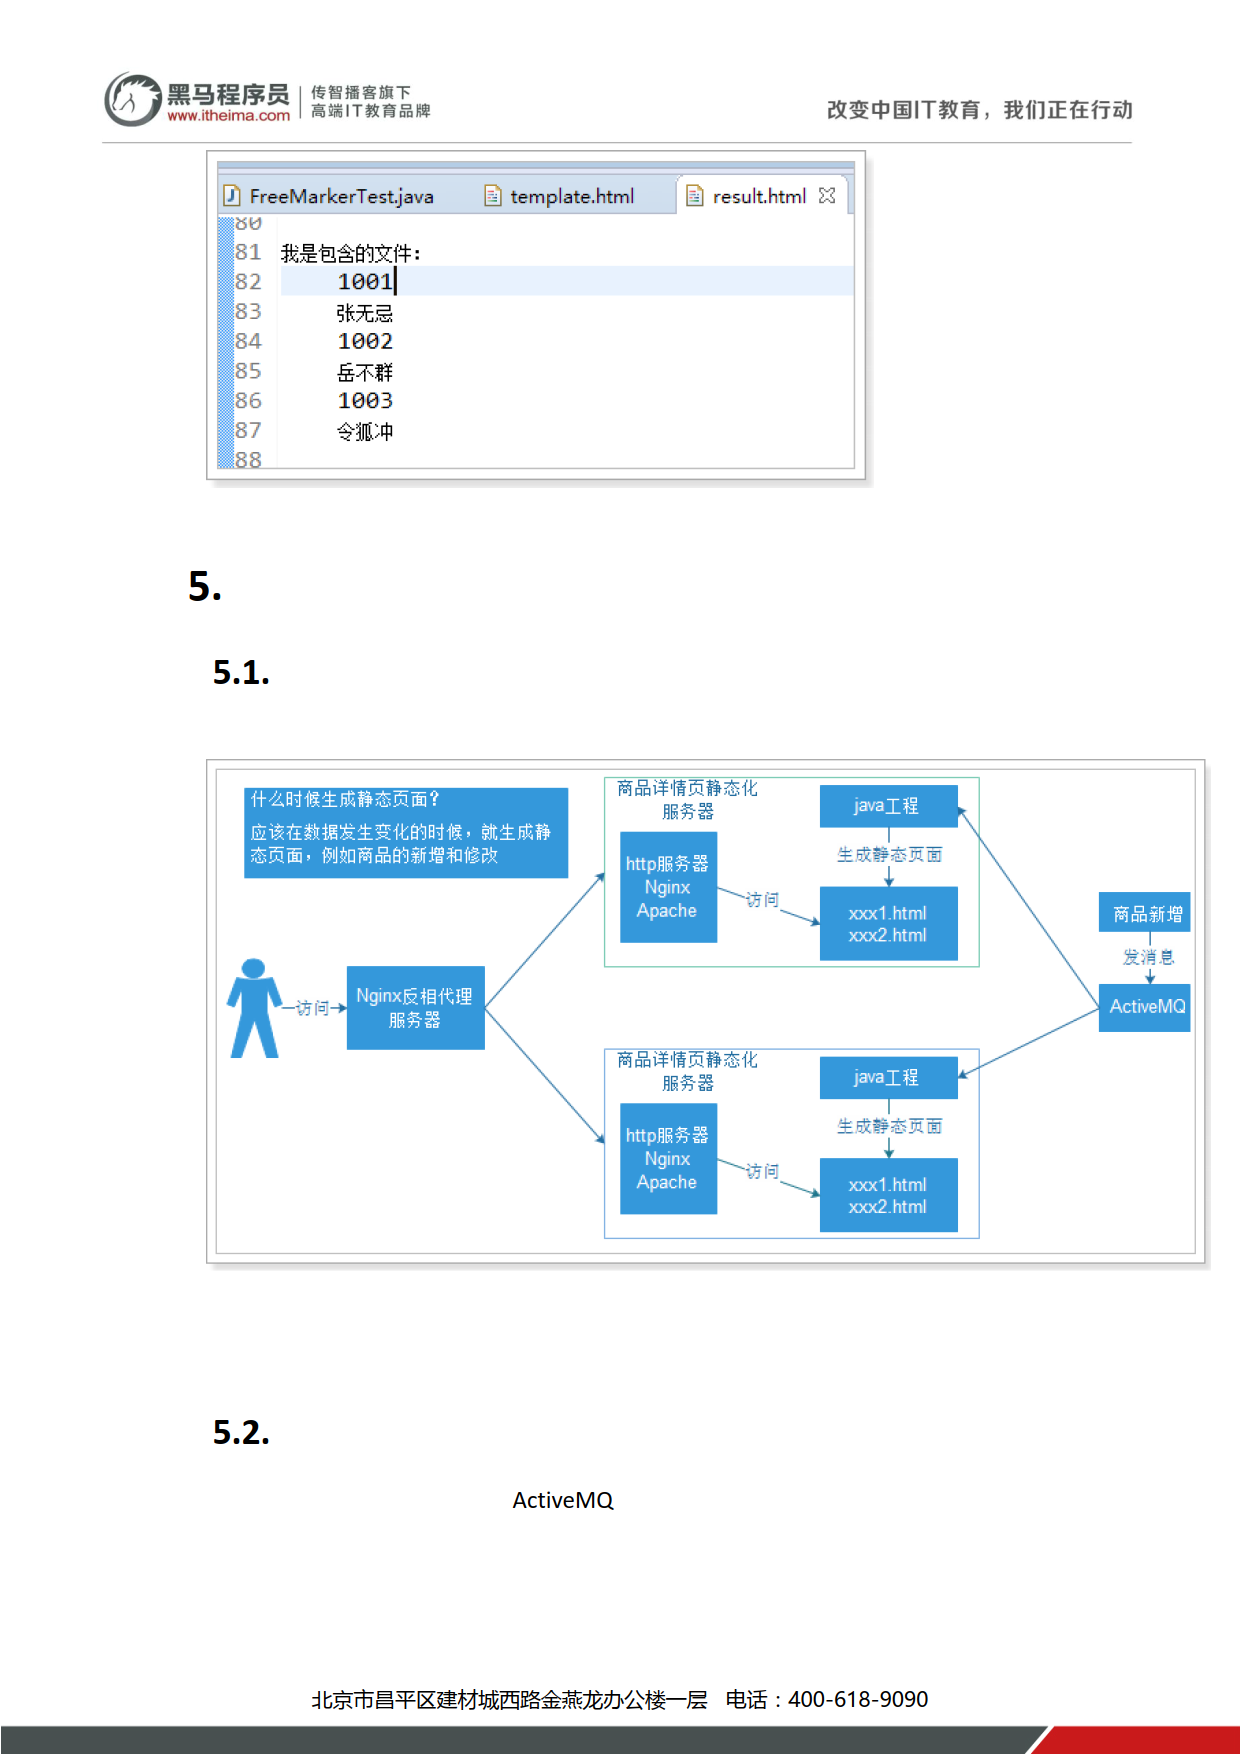 黑马程序员
www.itheima.com
传智播客旗下
高端IT教育品牌
改变中国IT教育，我们正在行动
FreeMarkerTest.java
template.html
result.html
80
81 我是包含的文件：
82 1001
83 张无忌
84 1002
85 岳不群
86 1003
87 令狐冲
88
5.
5.1.
什么时候生成静态页面？
应该在数据发生变化的时候，就生成静
态页面，例如商品的新增和修改
访问
Nginx反相代理
服务器
商品详情页静态化
服务器
http服务器
Nginx
Apache
访问
java工程
生成静态页面
xxx1.html
xxx2.html
商品详情页静态化
服务器
http服务器
Nginx
Apache
访问
java工程
生成静态页面
xxx1.html
xxx2.html
商品新增
发消息
ActiveMQ
5.2.
ActiveMQ
北京市昌平区建材城西路金燕龙办公楼一层 电话：400-618-9090